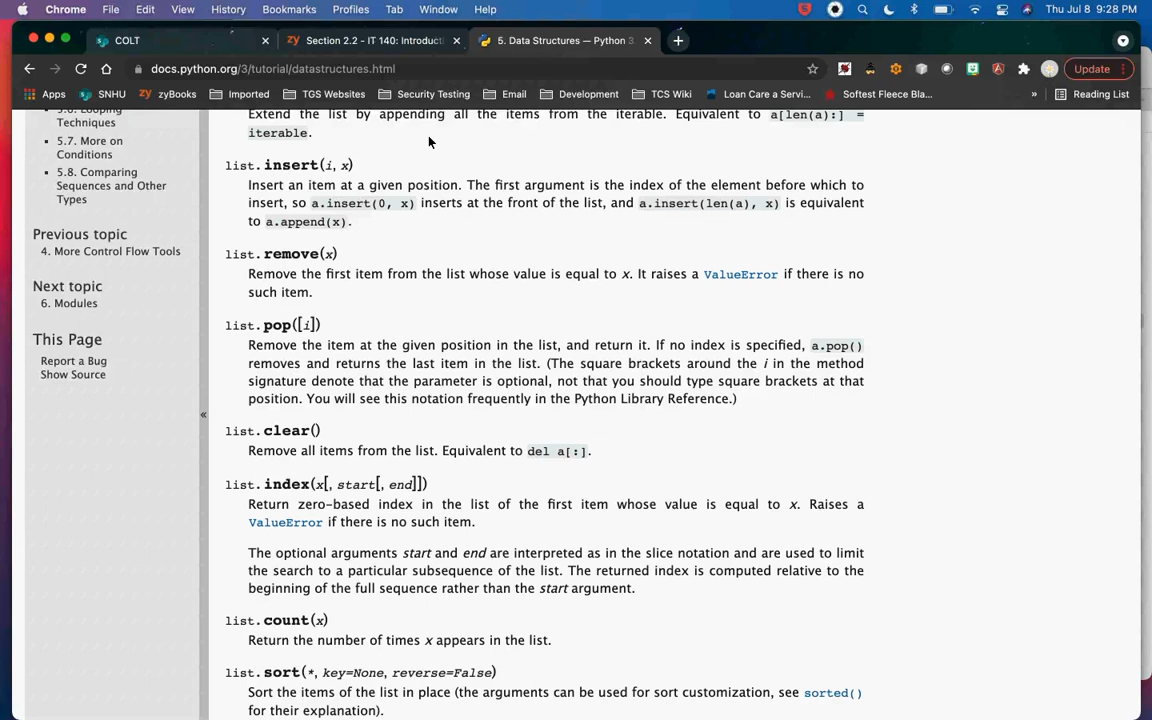 Chrome File Edit View History Bookmarks Profiles Tab Window Help Thu Jul 8 9:28 PM
COLT × zy Section 2.2 - IT 140: Introducti × 5. Data Structures — Python 3 × +
docs.python.org/3/tutorial/datastructures.html Update
Apps SNHU zy zyBooks Imported TGS Websites Security Testing Email Development TCS Wiki Loan Care a Servi... Softest Fleece Bla... » Reading List
5.6. Looping
Techniques
5.7. More on
Conditions
5.8. Comparing
Sequences and Other
Types
Previous topic
4. More Control Flow Tools
Next topic
6. Modules
This Page
Report a Bug
Show Source
«
Extend the list by appending all the items from the iterable. Equivalent to a[len(a):] =
iterable.
list.insert(i, x)
Insert an item at a given position. The first argument is the index of the element before which to
insert, so a.insert(0, x) inserts at the front of the list, and a.insert(len(a), x) is equivalent
to a.append(x).
list.remove(x)
Remove the first item from the list whose value is equal to x. It raises a ValueError if there is no
such item.
list.pop([i])
Remove the item at the given position in the list, and return it. If no index is specified, a.pop()
removes and returns the last item in the list. (The square brackets around the i in the method
signature denote that the parameter is optional, not that you should type square brackets at that
position. You will see this notation frequently in the Python Library Reference.)
list.clear()
Remove all items from the list. Equivalent to del a[:].
list.index(x[, start[, end]])
Return zero-based index in the list of the first item whose value is equal to x. Raises a
ValueError if there is no such item.
The optional arguments start and end are interpreted as in the slice notation and are used to limit
the search to a particular subsequence of the list. The returned index is computed relative to the
beginning of the full sequence rather than the start argument.
list.count(x)
Return the number of times x appears in the list.
list.sort(*, key=None, reverse=False)
Sort the items of the list in place (the arguments can be used for sort customization, see sorted()
for their explanation).